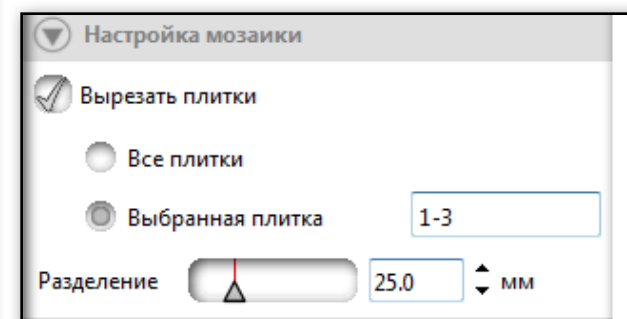 Настройка мозаики
Вырезать плитки
Все плитки
Выбранная плитка 1-3
Разделение 25.0 мм